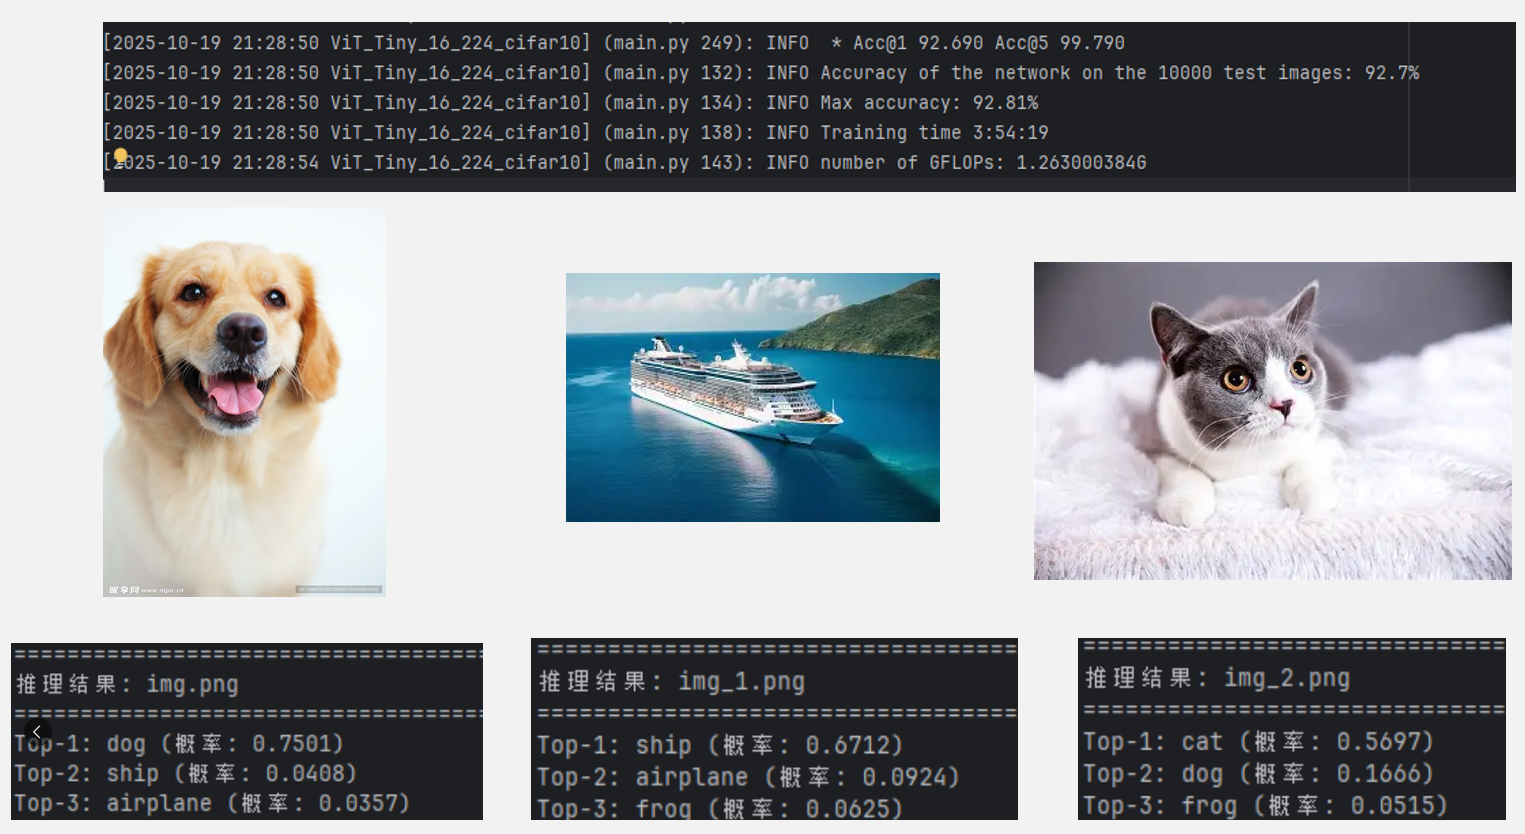 [2025-10-19 21:28:50 ViT_Tiny_16_224_cifar10] (main.py 249): INFO  * Acc@1 92.690 Acc@5 99.790
[2025-10-19 21:28:50 ViT_Tiny_16_224_cifar10] (main.py 132): INFO Accuracy of the network on the 10000 test images: 92.7%
[2025-10-19 21:28:50 ViT_Tiny_16_224_cifar10] (main.py 134): INFO Max accuracy: 92.81%
[2025-10-19 21:28:50 ViT_Tiny_16_224_cifar10] (main.py 138): INFO Training time 3:54:19
[2025-10-19 21:28:54 ViT_Tiny_16_224_cifar10] (main.py 143): INFO number of GFLOPs: 1.263000384G
昵享网 www.nipic.cn
====================================
推理结果: img.png
====================================
Top-1: dog (概率: 0.7501)
Top-2: ship (概率: 0.0408)
Top-3: airplane (概率: 0.0357)
==================================
推理结果: img_1.png
==================================
Top-1: ship (概率: 0.6712)
Top-2: airplane (概率: 0.0924)
Top-3: frog (概率: 0.0625)
==============================
推理结果: img_2.png
==============================
Top-1: cat (概率: 0.5697)
Top-2: dog (概率: 0.1666)
Top-3: frog (概率: 0.0515)